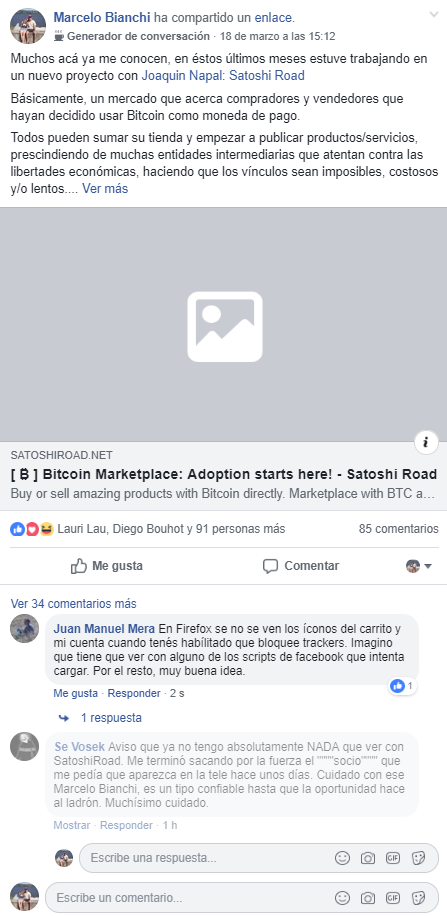 Marcelo Bianchi ha compartido un enlace.
Generador de conversación · 18 de marzo a las 15:12
Muchos acá ya me conocen, en éstos últimos meses estuve trabajando en
un nuevo proyecto con Joaquin Napal: Satoshi Road
Básicamente, un mercado que acerca compradores y vendedores que
hayan decidido usar Bitcoin como moneda de pago.
Todos pueden sumar su tienda y empezar a publicar productos/servicios,
prescindiendo de muchas entidades intermediarias que atentan contra las
libertades económicas, haciendo que los vínculos sean imposibles, costosos
y/o lentos.... Ver más
SATOSHIROAD.NET
[ ₿ ] Bitcoin Marketplace: Adoption starts here! - Satoshi Road
Buy or sell amazing products with Bitcoin directly. Marketplace with BTC a...
Lauri Lau, Diego Bouhot y 91 personas más 85 comentarios
Me gusta Comentar
Ver 34 comentarios más
Juan Manuel Mera En Firefox se no se ven los íconos del carrito y
mi cuenta cuando tenés habilitado que bloquee trackers. Imagino
que tiene que ver con alguno de los scripts de facebook que intenta
cargar. Por el resto, muy buena idea.
Me gusta · Responder · 2 s 1
1 respuesta
Se Vosek Aviso que ya no tengo absolutamente NADA que ver con
SatoshiRoad. Me terminó sacando por la fuerza el """"socio"""" que
me pedía que aparezca en la tele hace unos días. Cuidado con ese
Marcelo Bianchi, es un tipo confiable hasta que la oportunidad hace
al ladrón. Muchísimo cuidado.
Mostrar · Responder · 1 h
Escribe una respuesta... GIF
Escribe un comentario... GIF